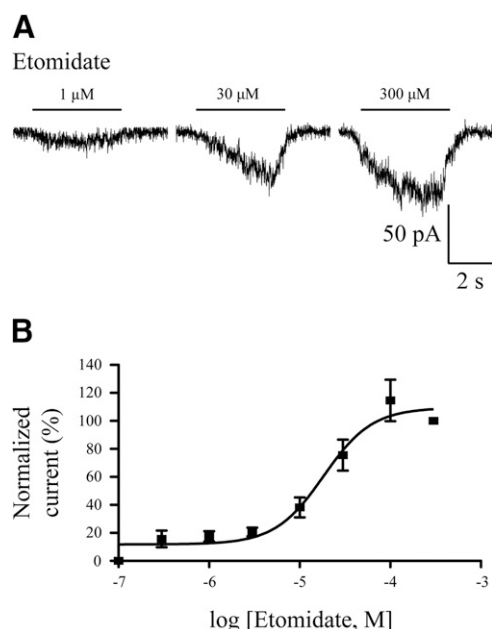 A
Etomidate
1 µM 30 µM 300 µM
50 pA
2 s
B
140
120
100
80
60
40
20
0
Normalized
current (%)
-7 -6 -5 -4 -3
log [Etomidate, M]